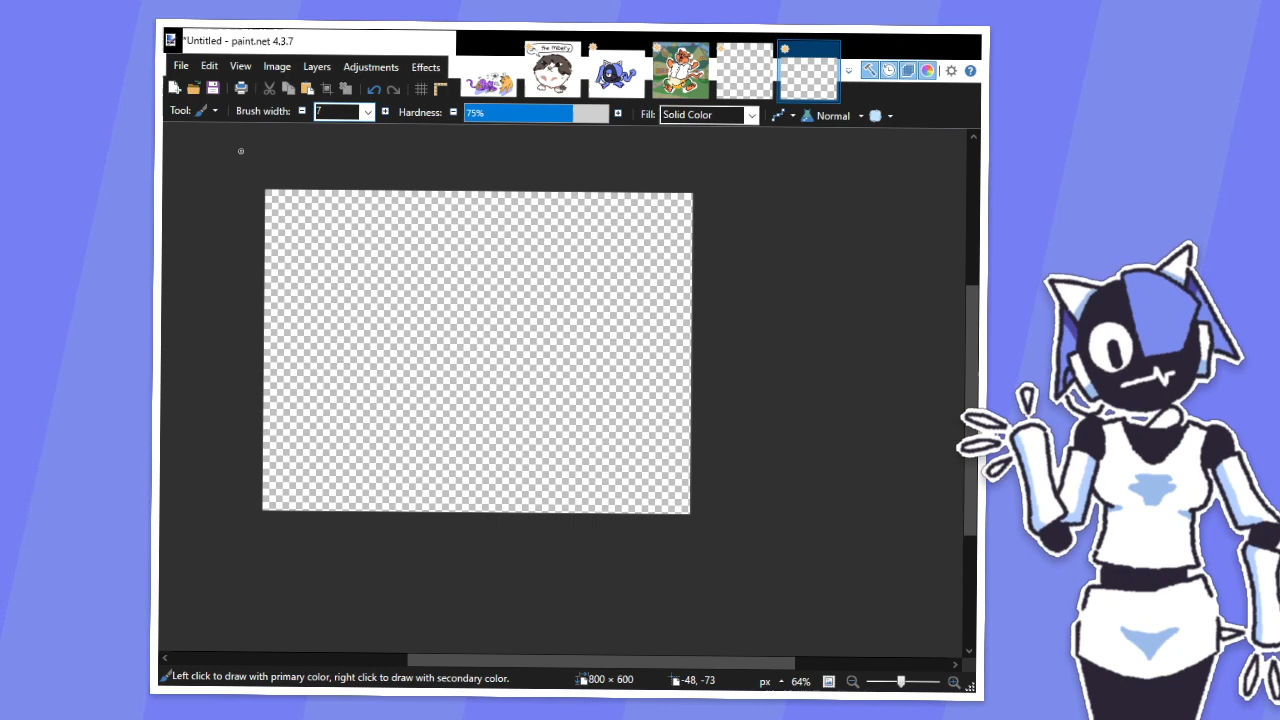 *Untitled - paint.net 4.3.7
File Edit View Image Layers Adjustments Effects
the misery
Tool: Brush width: 7 Hardness: 75% Fill: Solid Color Normal
Left click to draw with primary color, right click to draw with secondary color. 800 × 600 -48, -73 px 64%